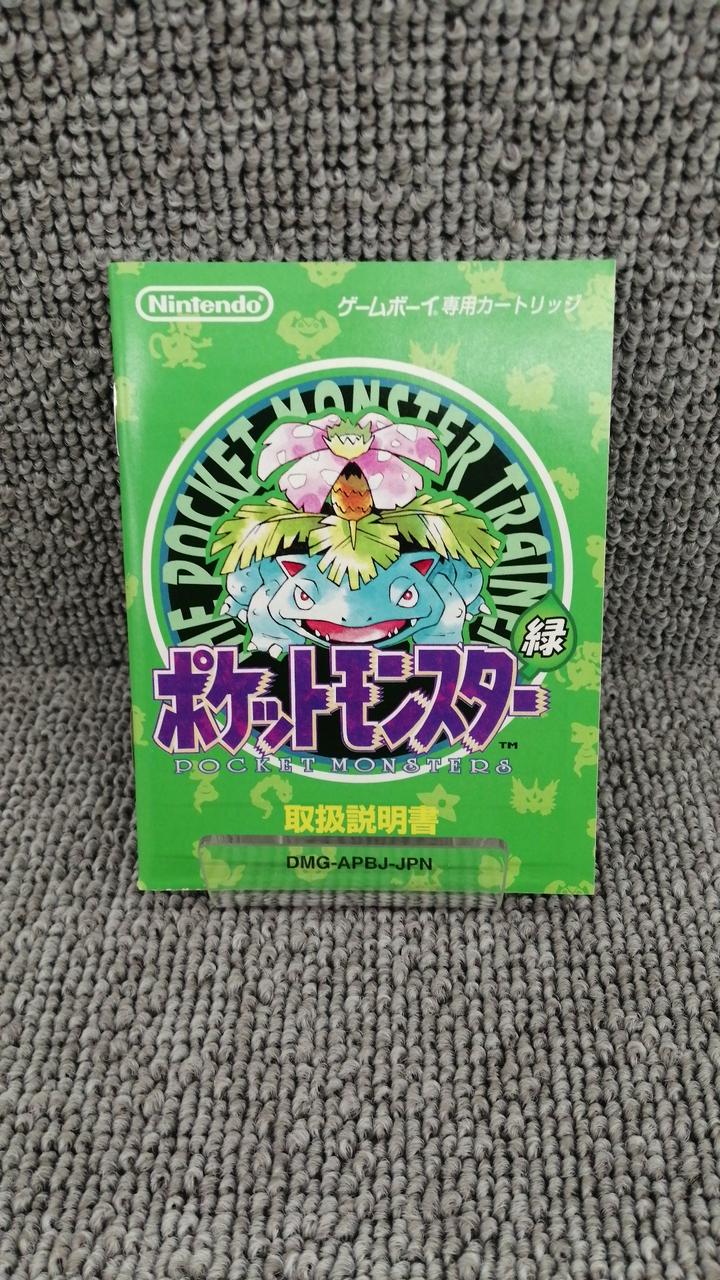 Nintendo®
ゲームボーイ®専用カートリッジ
THE POCKET MONSTER TRAINER
緑
ポケットモンスター
TM
POCKET MONSTERS
取扱説明書
DMG-APBJ-JPN